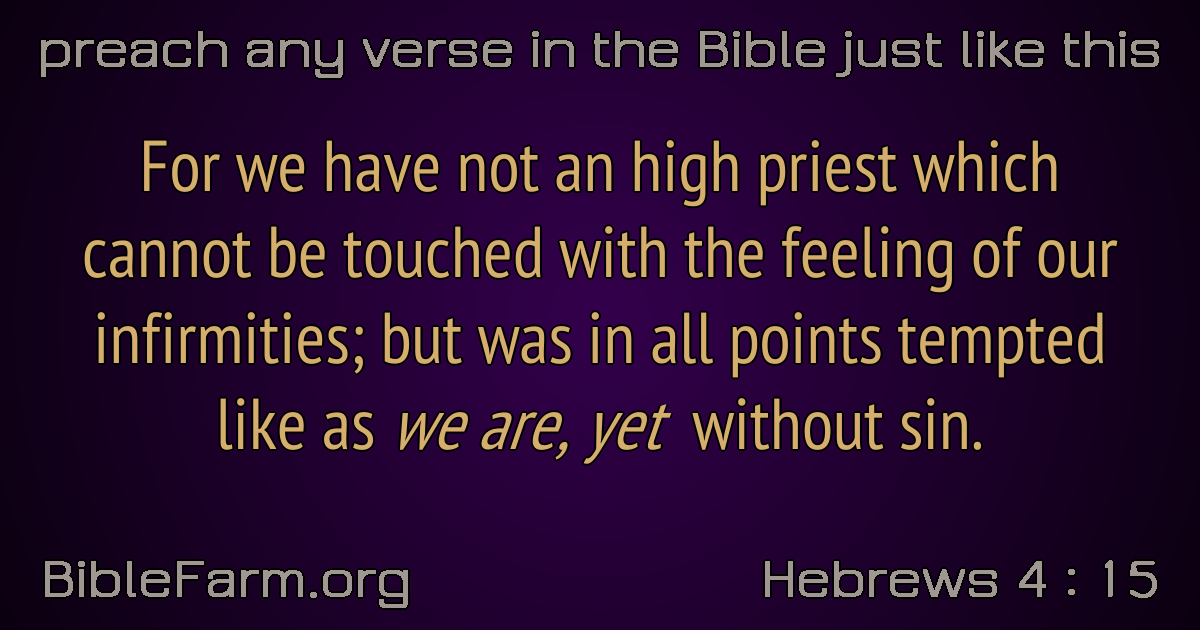 preach any verse in the Bible just like this
For we have not an high priest which
cannot be touched with the feeling of our
infirmities; but was in all points tempted
like as we are, yet without sin.
BibleFarm.org
Hebrews 4 : 15